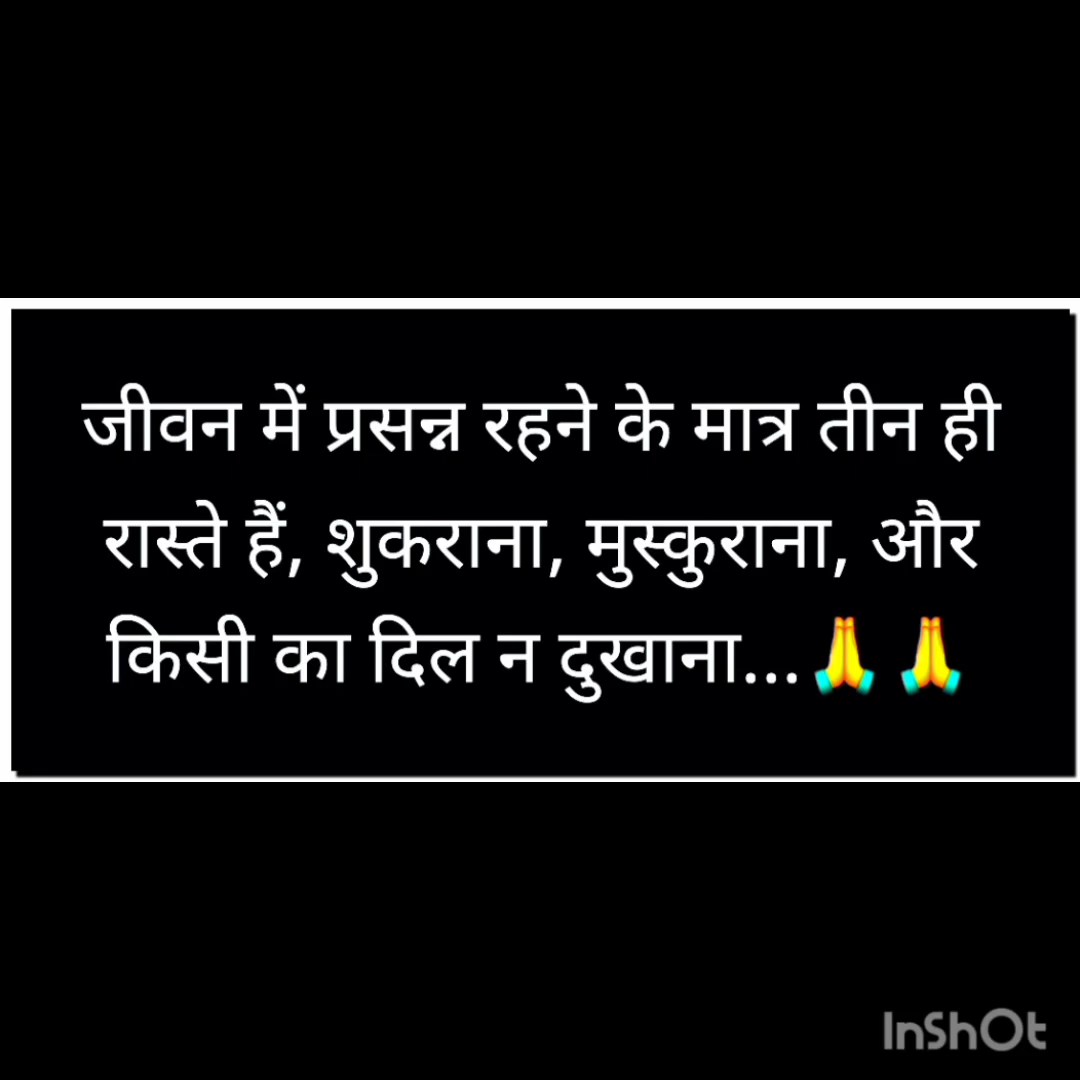 जीवन में प्रसन्न रहने के मात्र तीन ही
रास्ते हैं, शुकराना, मुस्कुराना, और
किसी का दिल न दुखाना...🙏 🙏
InShOt